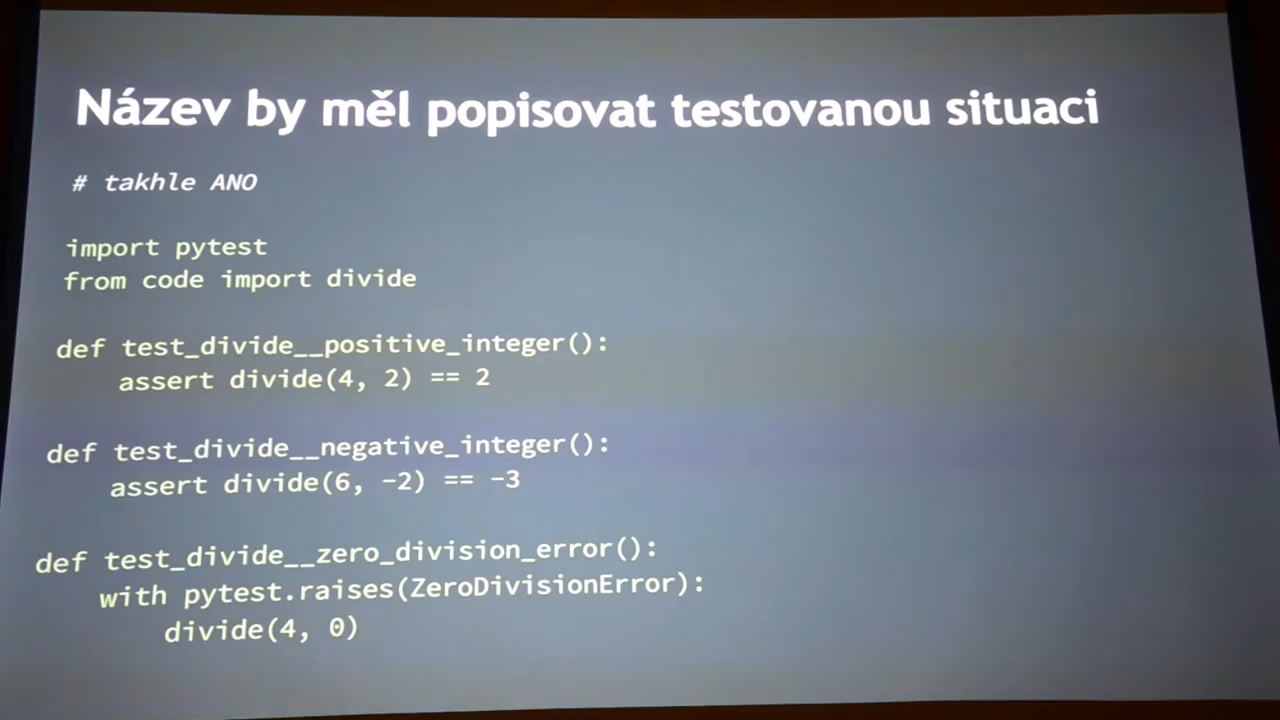 Název by měl popisovat testovanou situaci
# takhle ANO
import pytest
from code import divide
def test_divide__positive_integer():
assert divide(4, 2) == 2
def test_divide__negative_integer():
assert divide(6, -2) == -3
def test_divide__zero_division_error():
with pytest.raises(ZeroDivisionError):
divide(4, 0)